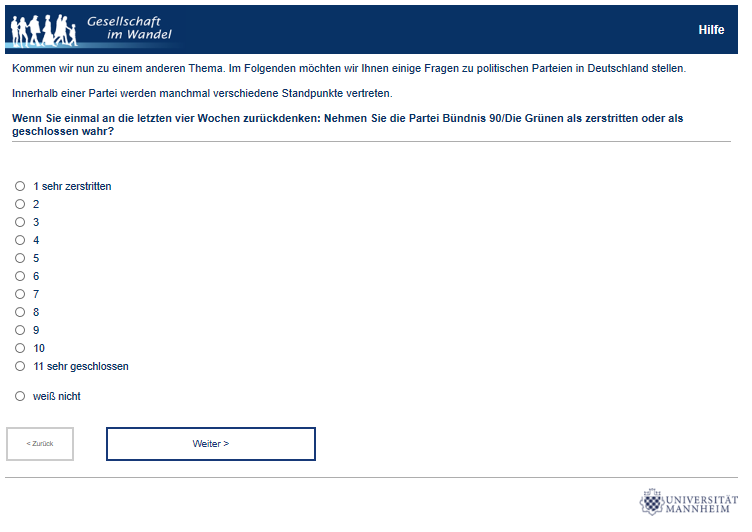 Gesellschaft
im Wandel
Hilfe
Kommen wir nun zu einem anderen Thema. Im Folgenden möchten wir Ihnen einige Fragen zu politischen Parteien in Deutschland stellen.
Innerhalb einer Partei werden manchmal verschiedene Standpunkte vertreten.
Wenn Sie einmal an die letzten vier Wochen zurückdenken: Nehmen Sie die Partei Bündnis 90/Die Grünen als zerstritten oder als
geschlossen wahr?
1 sehr zerstritten
2
3
4
5
6
7
8
9
10
11 sehr geschlossen
weiß nicht
< Zurück
Weiter >
UNIVERSITÄT
MANNHEIM